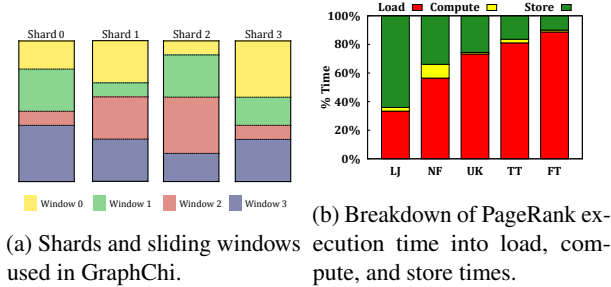 Shard 0 Shard 1 Shard 2 Shard 3
Window 0 Window 1 Window 2 Window 3
(a) Shards and sliding windows
used in GraphChi.
Load Compute Store
100%
80%
60%
40%
20%
0%
% Time
LJ NF UK TT FT
(b) Breakdown of PageRank ex-
ecution time into load, com-
pute, and store times.